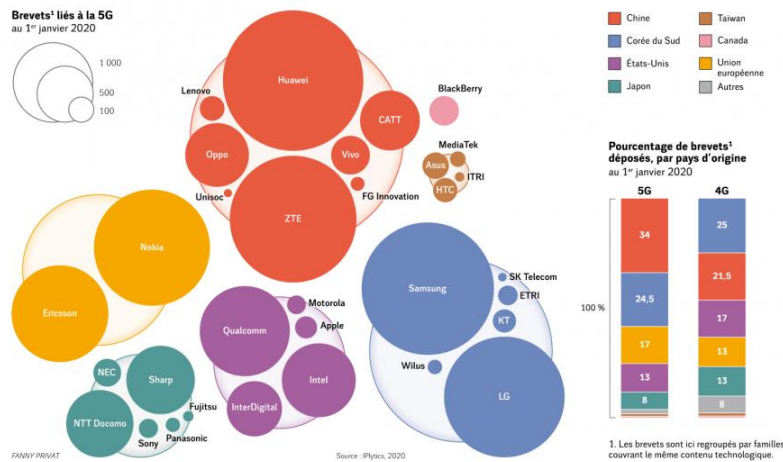 Brevets¹ liés à la 5G
au 1er janvier 2020
1 000
500
100
Huawei
Lenovo
CATT
Oppo
Vivo
Unisoc
FG Innovation
ZTE
BlackBerry
MediaTek
Asus
ITRI
HTC
Nokia
Ericsson
Samsung
SK Telecom
ETRI
KT
Wilus
LG
Motorola
Qualcomm
Apple
Intel
InterDigital
NEC
Sharp
Fujitsu
NTT Docomo
Panasonic
Sony
Chine
Corée du Sud
États-Unis
Japon
Taiwan
Canada
Union
européenne
Autres
Pourcentage de brevets¹
déposés, par pays d'origine
au 1er janvier 2020
5G 4G
34 25
24,5 21,5
17 17
13 13
8 13
8
100 %
1. Les brevets sont ici regroupés par familles
couvrant le même contenu technologique.
FANNY PRIVAT
Source : IPlytics, 2020